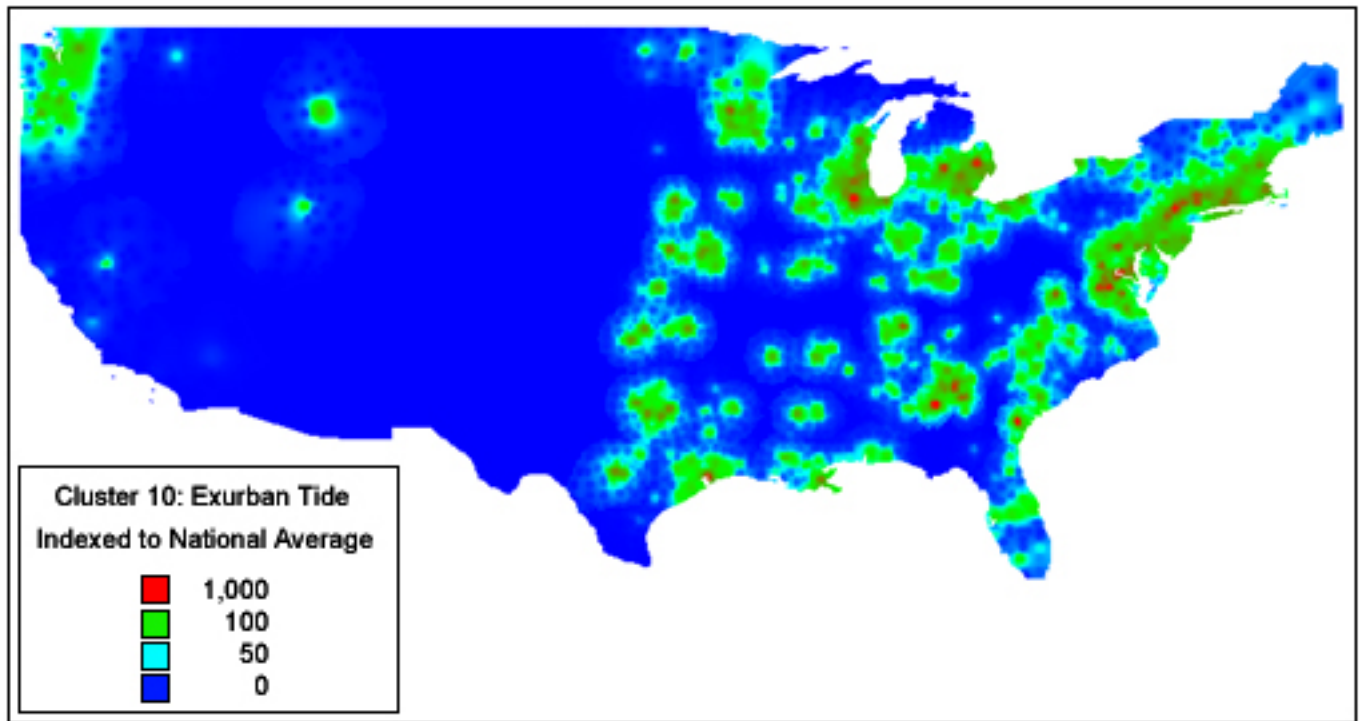 Cluster 10: Exurban Tide
Indexed to National Average
1,000
100
50
0